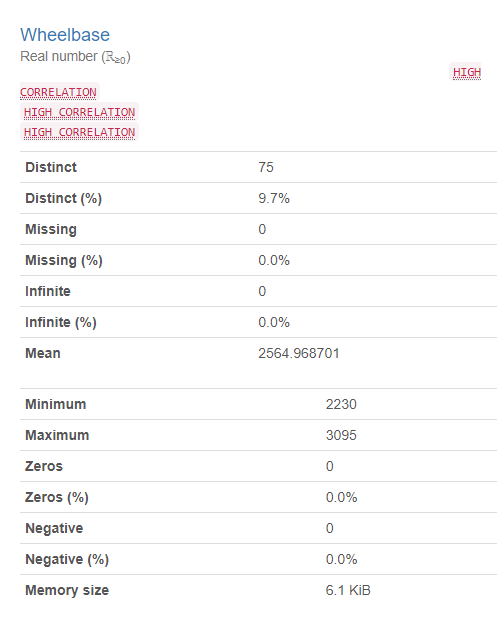 Wheelbase
Real number (ℝ≥0)
HIGH
CORRELATION
HIGH CORRELATION
HIGH CORRELATION
Distinct 75
Distinct (%) 9.7%
Missing 0
Missing (%) 0.0%
Infinite 0
Infinite (%) 0.0%
Mean 2564.968701
Minimum 2230
Maximum 3095
Zeros 0
Zeros (%) 0.0%
Negative 0
Negative (%) 0.0%
Memory size 6.1 KiB